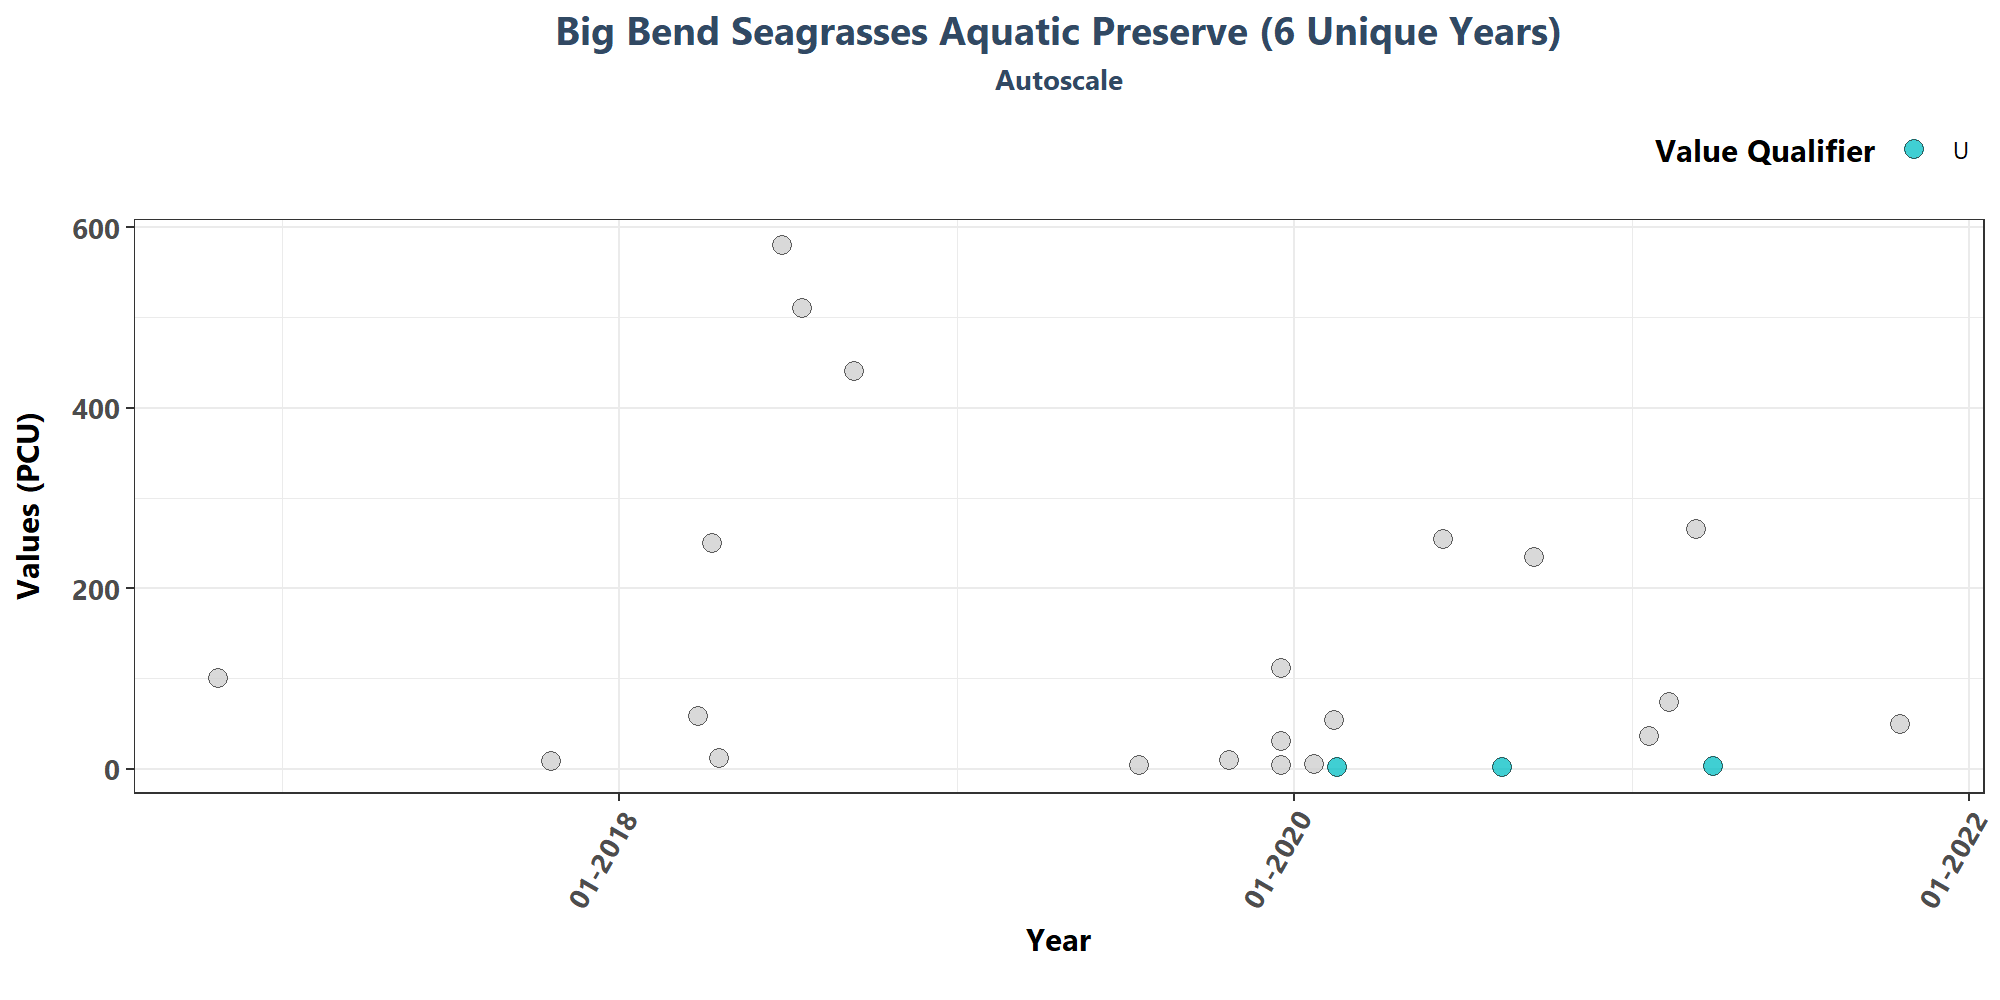 Big Bend Seagrasses Aquatic Preserve (6 Unique Years)
Autoscale
Value Qualifier U
Values (PCU)
600
400
200
0
01-2018
01-2020
01-2022
Year